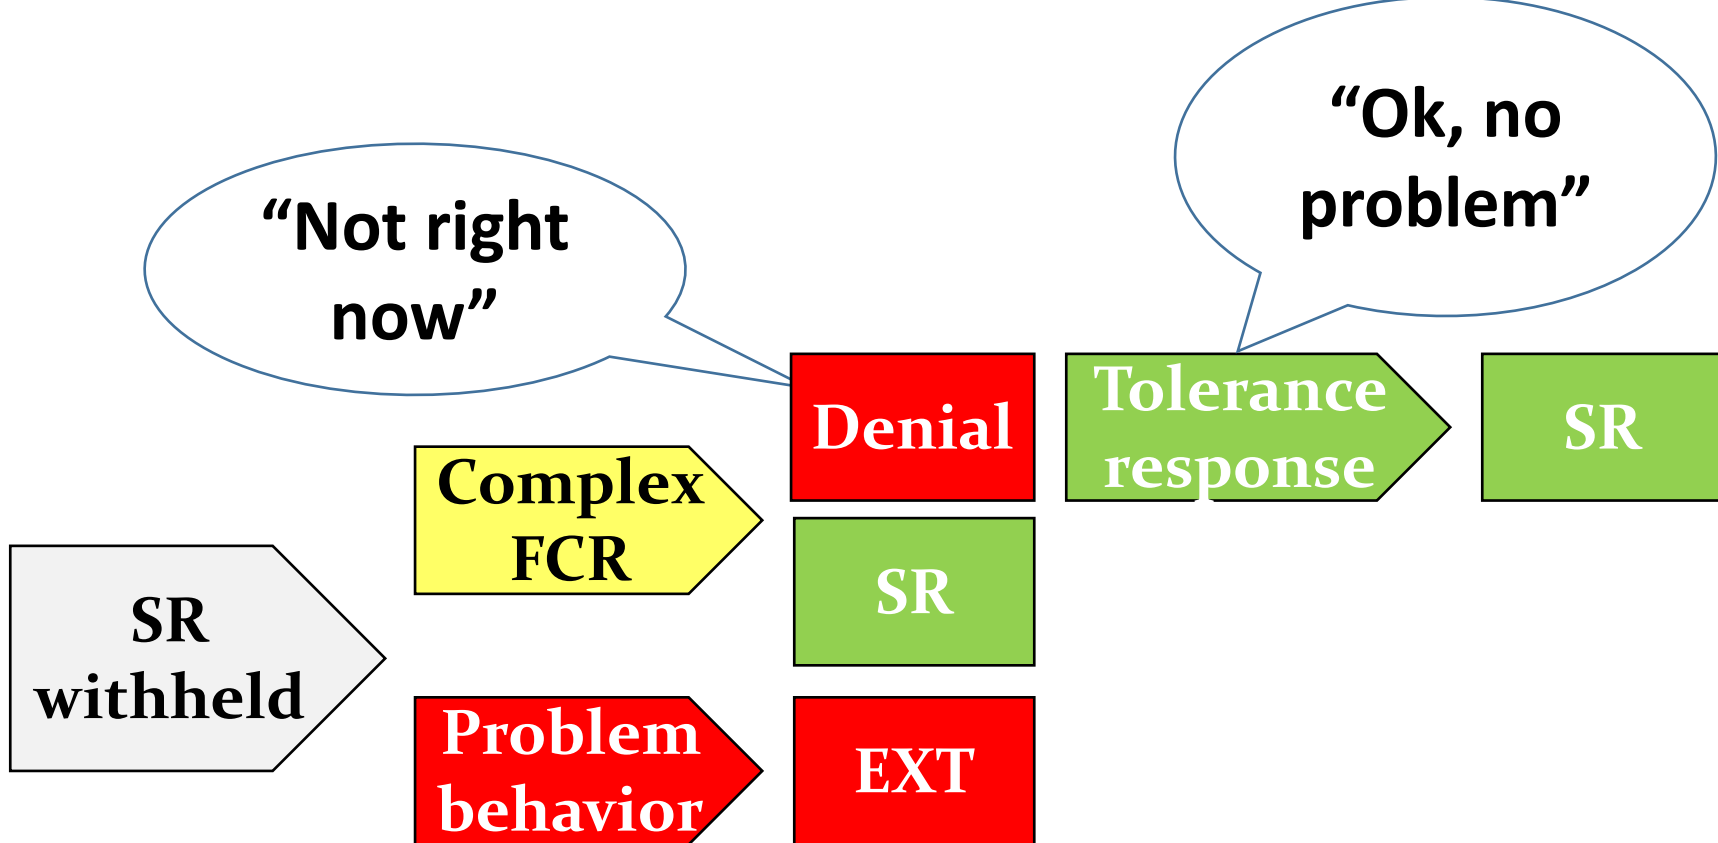 “Ok, no
problem”
“Not right
now”
Denial
Tolerance
response
SR
Complex
FCR
SR
SR
withheld
Problem
behavior
EXT